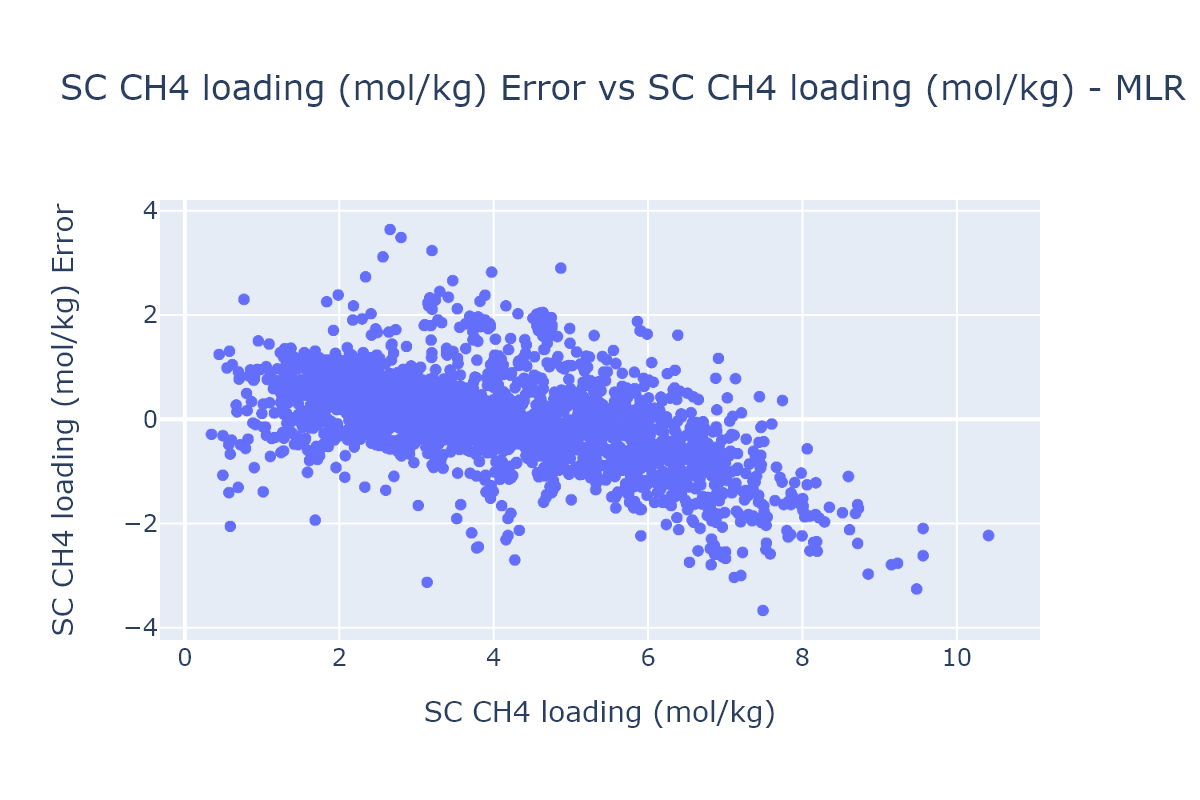 SC CH4 loading (mol/kg) Error vs SC CH4 loading (mol/kg) - MLR
SC CH4 loading (mol/kg) Error
4
2
0
−2
−4
0 2 4 6 8 10
SC CH4 loading (mol/kg)